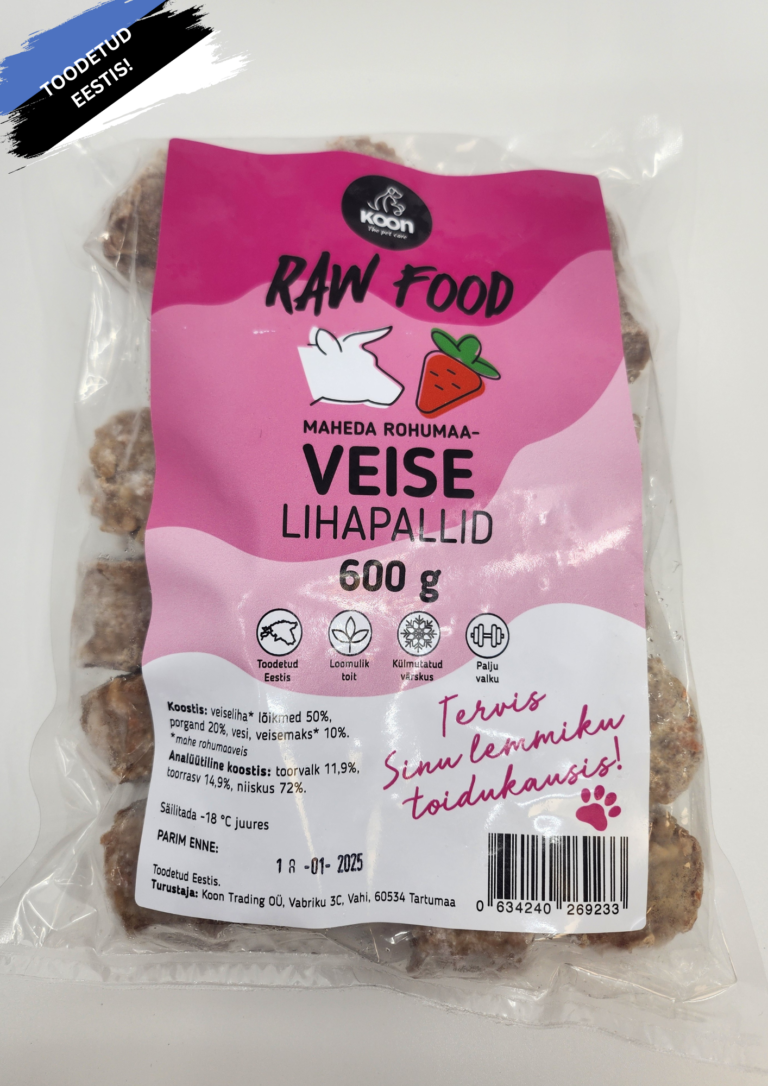 TOODETUD
EESTIS!
KOON
The pet care
RAW FOOD
MAHEDA ROHUMAA-
VEISE
LIHAPALLID
600 g
Toodetud
Eestis
Loomulik
toit
Külmutatud
värskus
Palju
valku
Koostis: veiseliha* lõikmed 50%,
porgand 20%, vesi, veisemaks* 10%.
*mahe rohumaaveis
Analüütiline koostis: toorvalk 11,9%,
toorrasv 14,9%, niiskus 72%.
Tervis
Sinu lemmiku
toidukausis!
Säilitada -18 °C juures
PARIM ENNE:
18-01-2025
Toodetud Eestis.
Turustaja: Koon Trading OÜ, Vabriku 3C, Vahi, 60534 Tartumaa
0 634240 269233